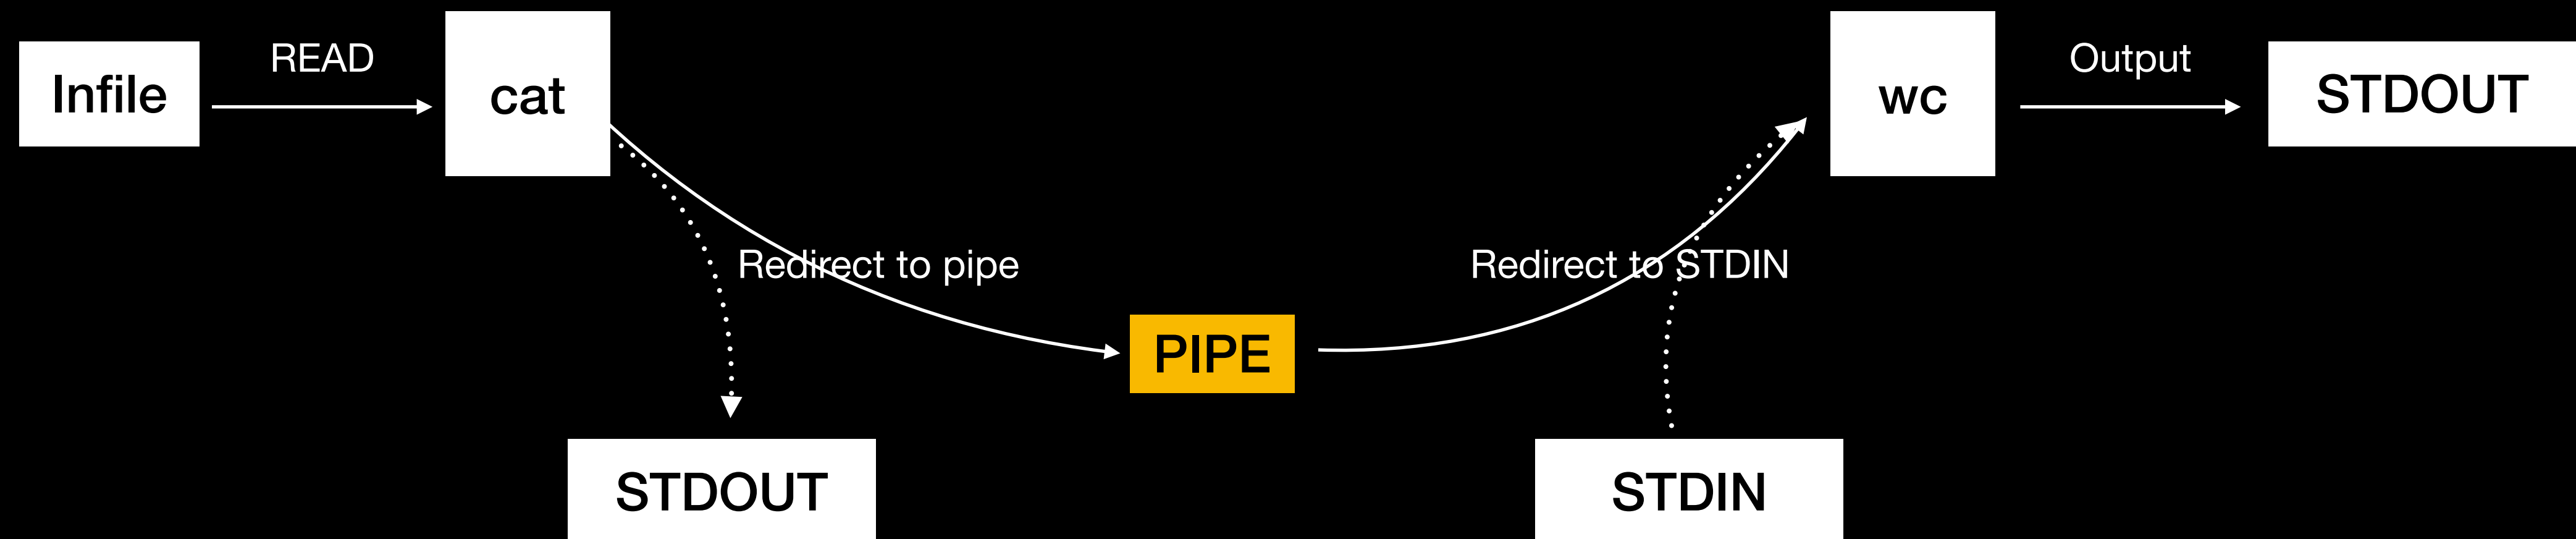 Infile
READ
cat
wc
Output
STDOUT
Redirect to pipe
Redirect to STDIN
PIPE
STDOUT
STDIN